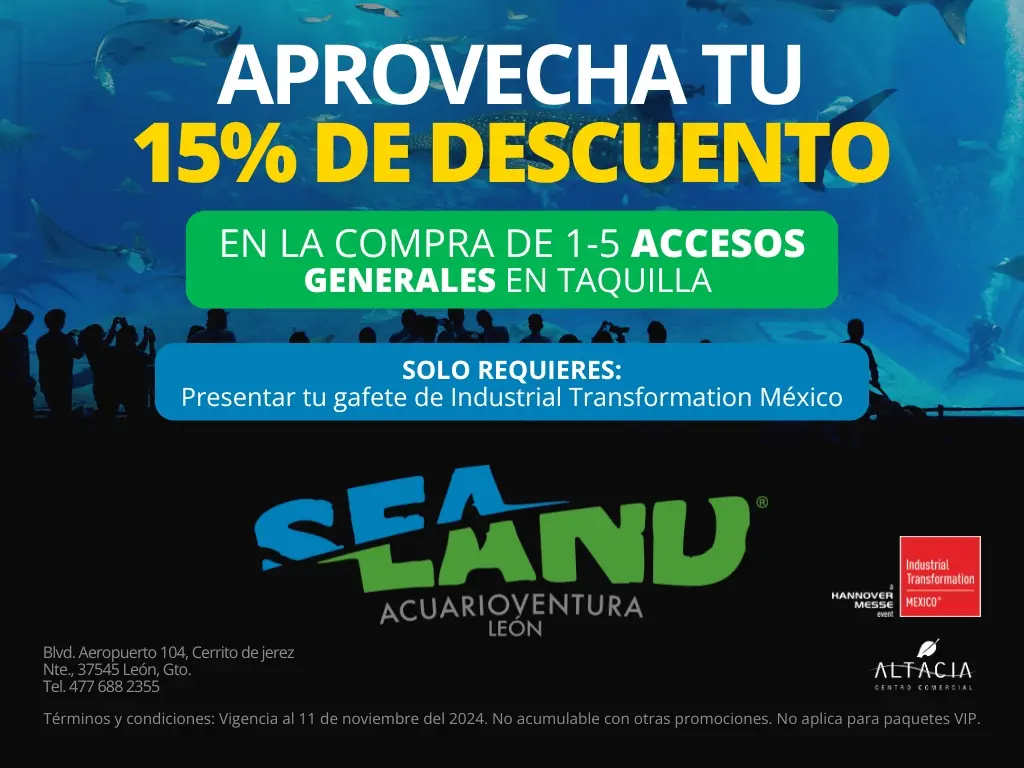 APROVECHA TU
15% DE DESCUENTO
EN LA COMPRA DE 1-5 ACCESOS
GENERALES EN TAQUILLA
SOLO REQUIERES:
Presentar tu gafete de Industrial Transformation México
SEA
LAND®
ACUARIOVENTURA
LEÓN
a
HANNOVER
MESSE
event
Industrial
Transformation
MEXICO®
Blvd. Aeropuerto 104, Cerrito de jerez
Nte., 37545 León, Gto.
Tel. 477 688 2355
ALTACIA
CENTRO COMERCIAL
Términos y condiciones: Vigencia al 11 de noviembre del 2024. No acumulable con otras promociones. No aplica para paquetes VIP.